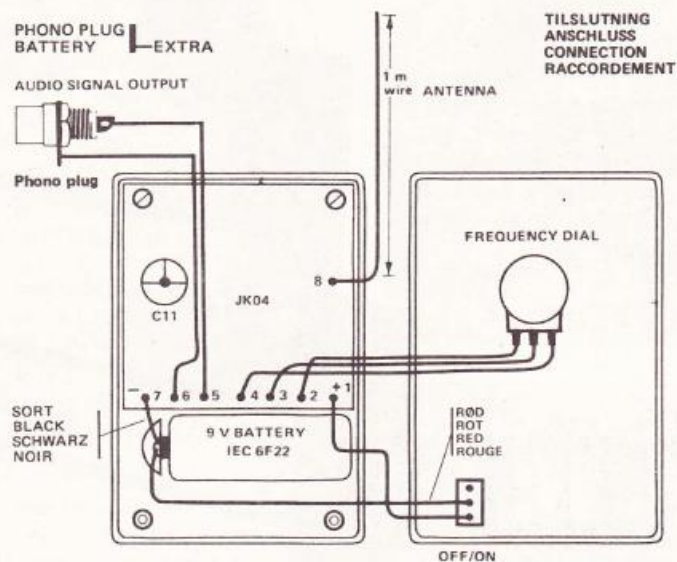 PHONO PLUG
BATTERY EXTRA
AUDIO SIGNAL OUTPUT
Phono plug
1 m
wire
ANTENNA
TILSLUTNING
ANSCHLUSS
CONNECTION
RACCORDEMENT
FREQUENCY DIAL
8
C11
JK04
− 7 6 5 4 3 2 + 1
SORT
BLACK
SCHWARZ
NOIR
9 V BATTERY
IEC 6F22
RØD
ROT
RED
ROUGE
OFF/ON